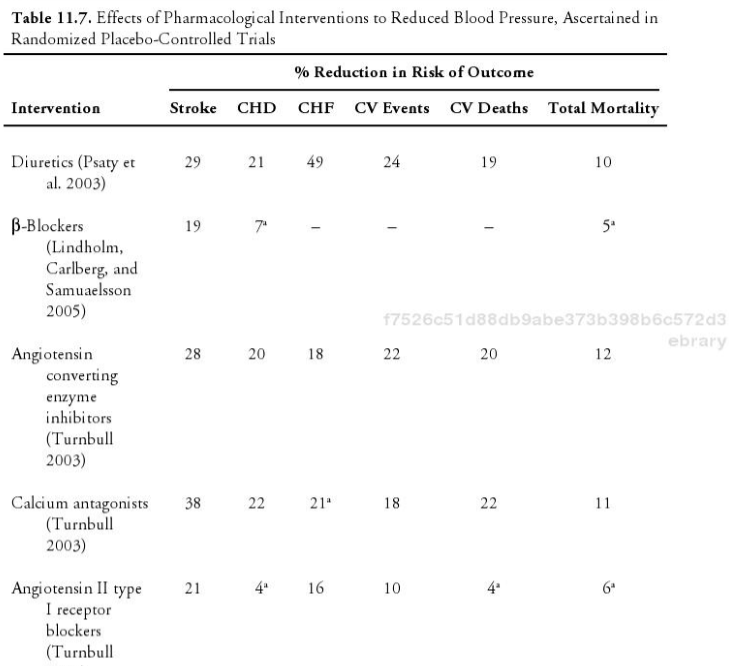 Table 11.7. Effects of Pharmacological Interventions to Reduced Blood Pressure, Ascertained in
Randomized Placebo-Controlled Trials
% Reduction in Risk of Outcome
Intervention Stroke CHD CHF CV Events CV Deaths Total Mortality
Diuretics (Psaty et 29 21 49 24 19 10
al. 2003)
β-Blockers 19 7ᵃ – – – 5ᵃ
(Lindholm,
Carlberg, and
Samuaelsson
2005)
f7526c51d88db9abe373b398b6c572d3
ebrary
Angiotensin 28 20 18 22 20 12
converting
enzyme
inhibitors
(Turnbull
2003)
Calcium antagonists 38 22 21ᵃ 18 22 11
(Turnbull
2003)
Angiotensin II type 21 4ᵃ 16 10 4ᵃ 6ᵃ
I receptor
blockers
(Turnbull